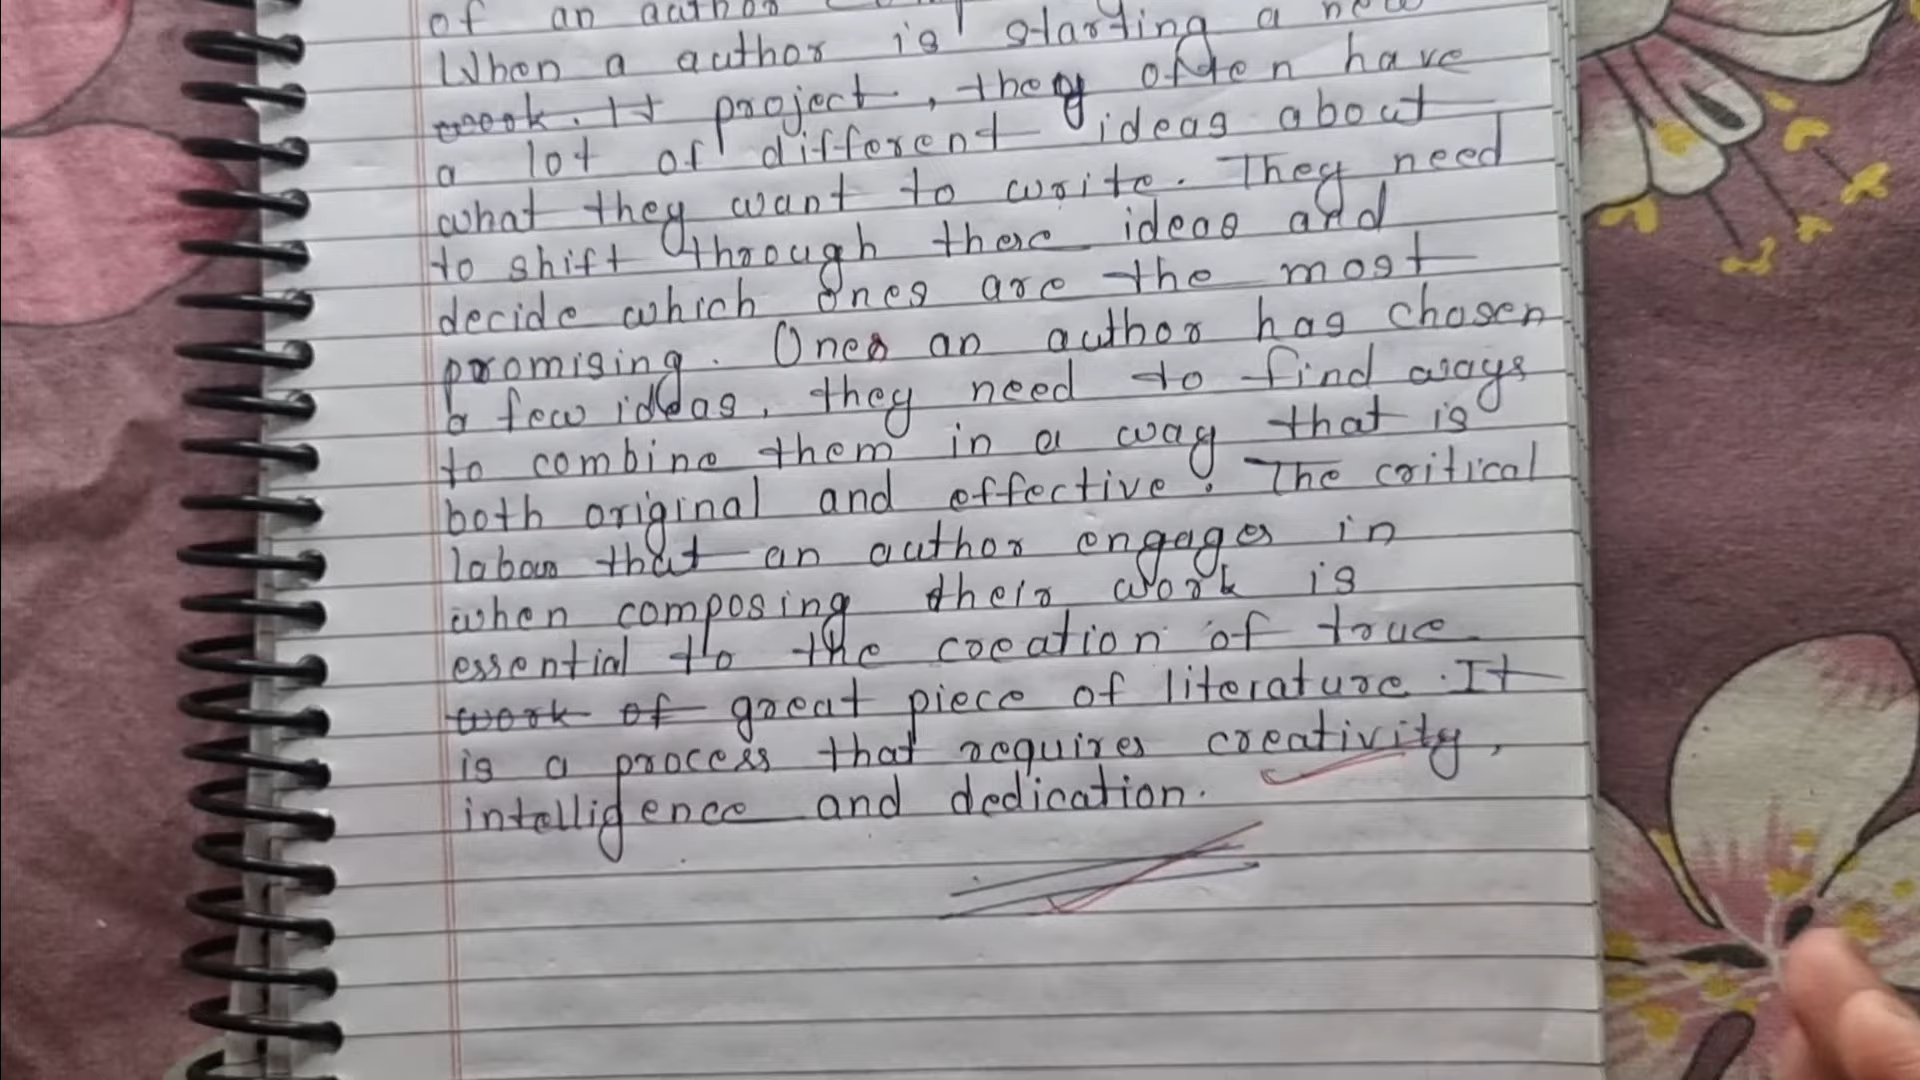 of an author
When a author is starting a new
work. It project, they often have
a lot of different ideas about
what they want to write. They need
to shift through these ideas and
decide which ones are the most
promising. Ones an author has chosen
a few ideas, they need to find ways
to combine them in a way that is
both original and effective. The critical
labour that an author engages in
when composing their work is
essential to the creation of true
work of great piece of literature. It
is a process that requires creativity,
intelligence and dedication.